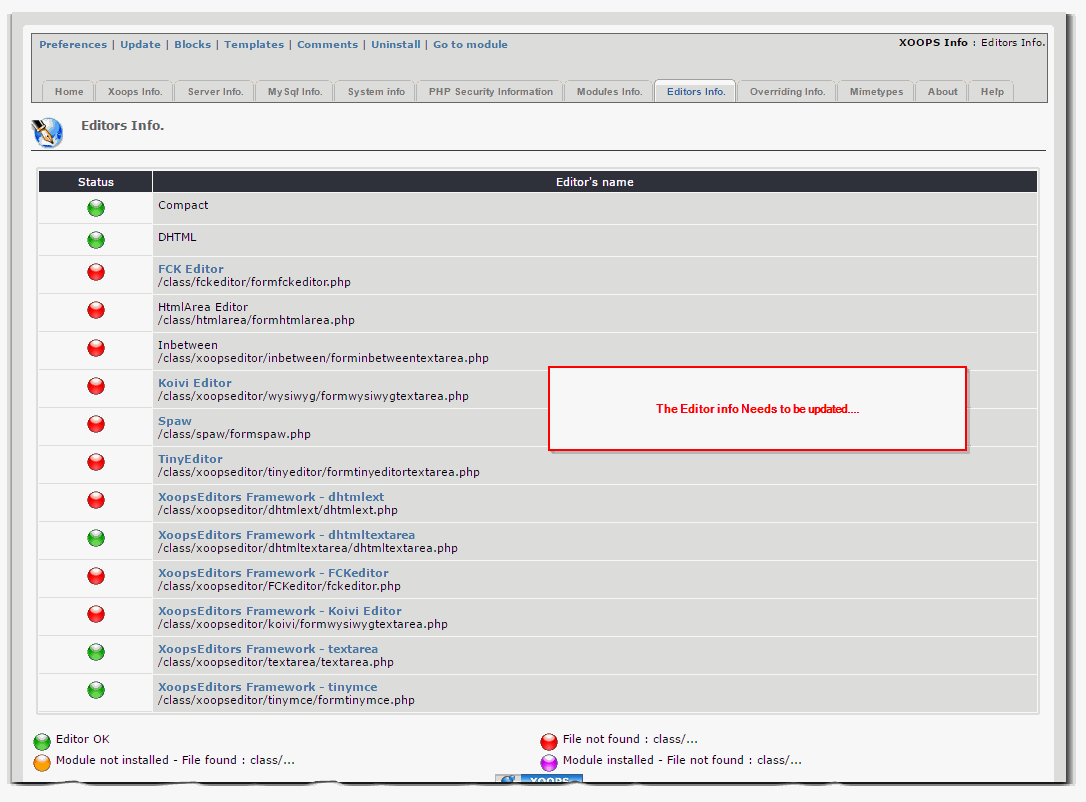 Preferences | Update | Blocks | Templates | Comments | Uninstall | Go to module
XOOPS Info : Editors Info.
Home Xoops Info. Server Info. MySql Info. System info PHP Security Information Modules Info. Editors Info. Overriding Info. Mimetypes About Help
Editors Info.
Status Editor's name
Compact
DHTML
FCK Editor
/class/fckeditor/formfckeditor.php
HtmlArea Editor
/class/htmlarea/formhtmlarea.php
Inbetween
/class/xoopseditor/inbetween/forminbetweentextarea.php
Koivi Editor
/class/xoopseditor/wysiwyg/formwysiwygtextarea.php
The Editor info Needs to be updated....
Spaw
/class/spaw/formspaw.php
TinyEditor
/class/xoopseditor/tinyeditor/formtinyeditortextarea.php
XoopsEditors Framework - dhtmlext
/class/xoopseditor/dhtmlext/dhtmlext.php
XoopsEditors Framework - dhtmltextarea
/class/xoopseditor/dhtmltextarea/dhtmltextarea.php
XoopsEditors Framework - FCKeditor
/class/xoopseditor/FCKeditor/fckeditor.php
XoopsEditors Framework - Koivi Editor
/class/xoopseditor/koivi/formwysiwygtextarea.php
XoopsEditors Framework - textarea
/class/xoopseditor/textarea/textarea.php
XoopsEditors Framework - tinymce
/class/xoopseditor/tinymce/formtinymce.php
Editor OK
File not found : class/...
Module not installed - File found : class/...
Module installed - File not found : class/...
XOOPS